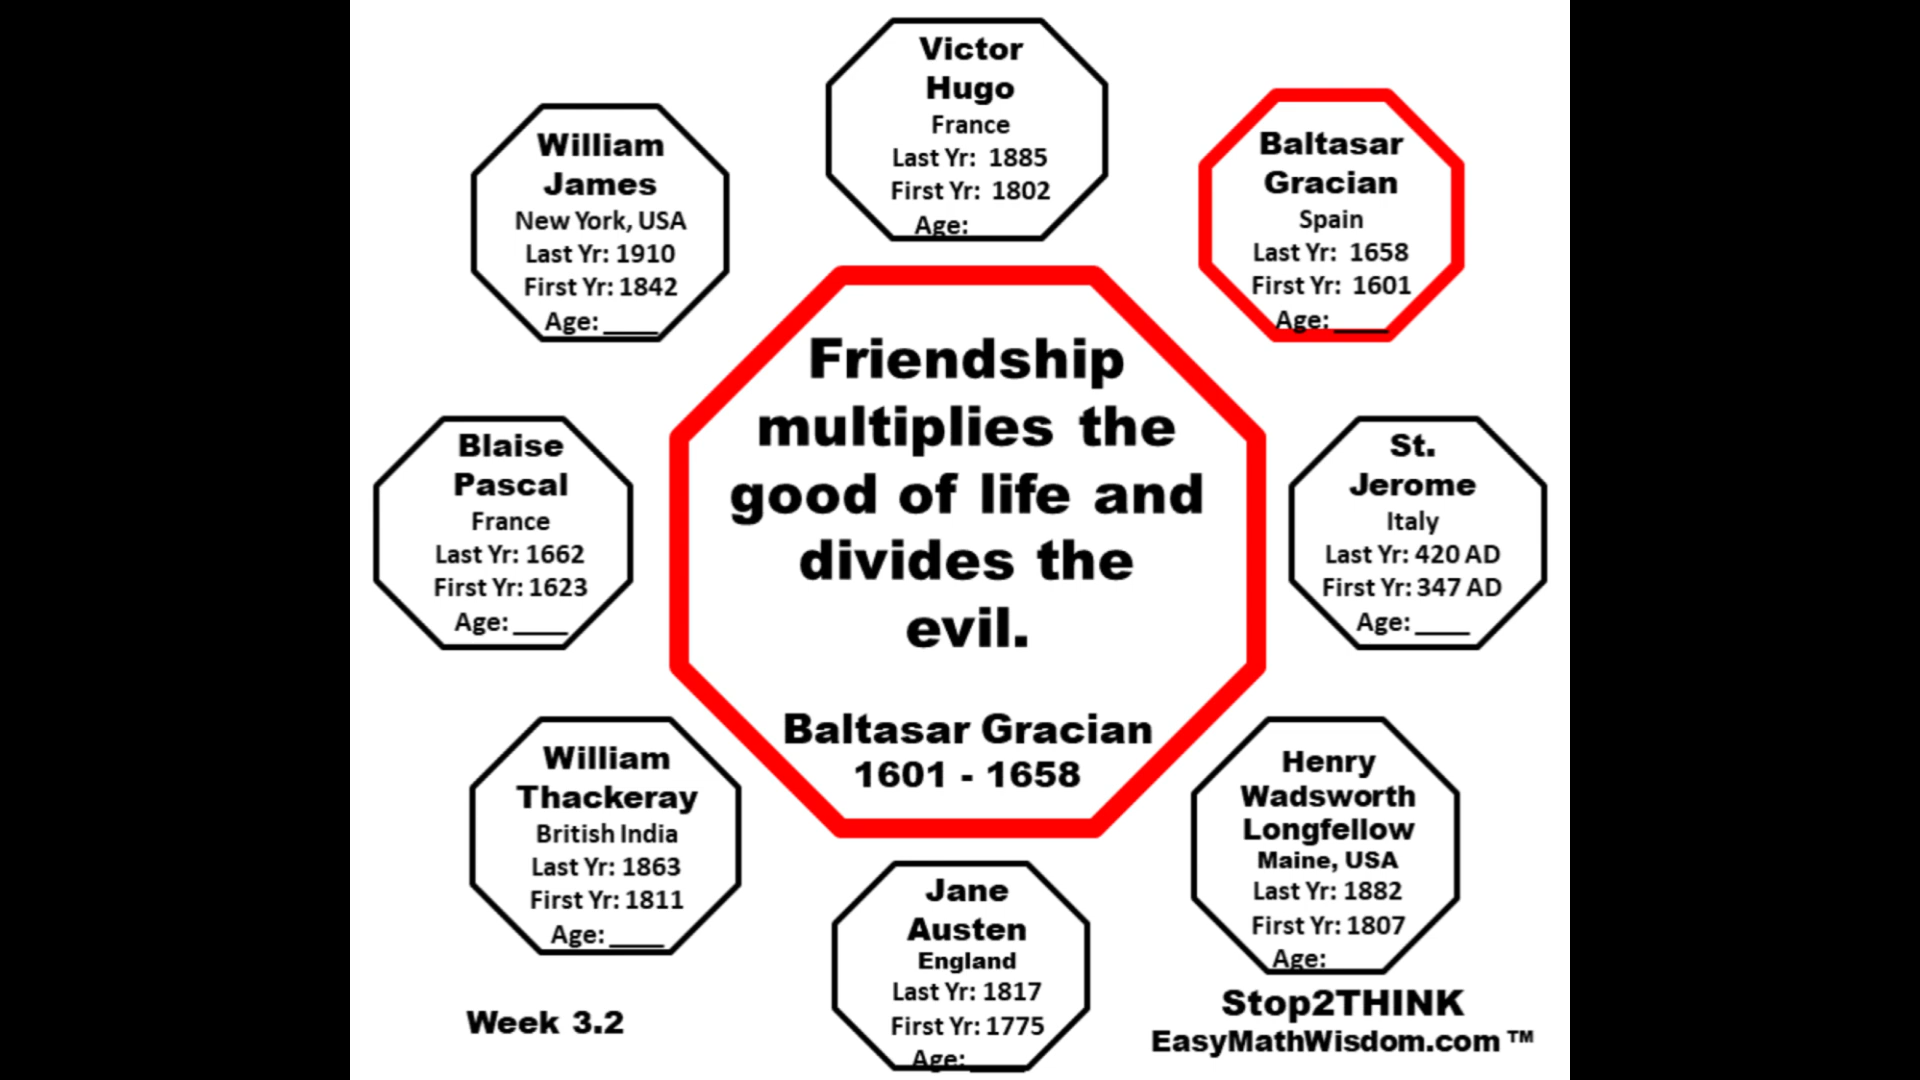 Victor
Hugo
France
Last Yr: 1885
First Yr: 1802
Age:
William
James
New York, USA
Last Yr: 1910
First Yr: 1842
Age: ____
Baltasar
Gracian
Spain
Last Yr: 1658
First Yr: 1601
Age: ____
Friendship
multiplies the
good of life and
divides the
evil.
Baltasar Gracian
1601 - 1658
Blaise
Pascal
France
Last Yr: 1662
First Yr: 1623
Age: ____
St.
Jerome
Italy
Last Yr: 420 AD
First Yr: 347 AD
Age: ____
William
Thackeray
British India
Last Yr: 1863
First Yr: 1811
Age: ____
Henry
Wadsworth
Longfellow
Maine, USA
Last Yr: 1882
First Yr: 1807
Age:
Jane
Austen
England
Last Yr: 1817
First Yr: 1775
Age: ____
Week 3.2
Stop2THINK
EasyMathWisdom.com™